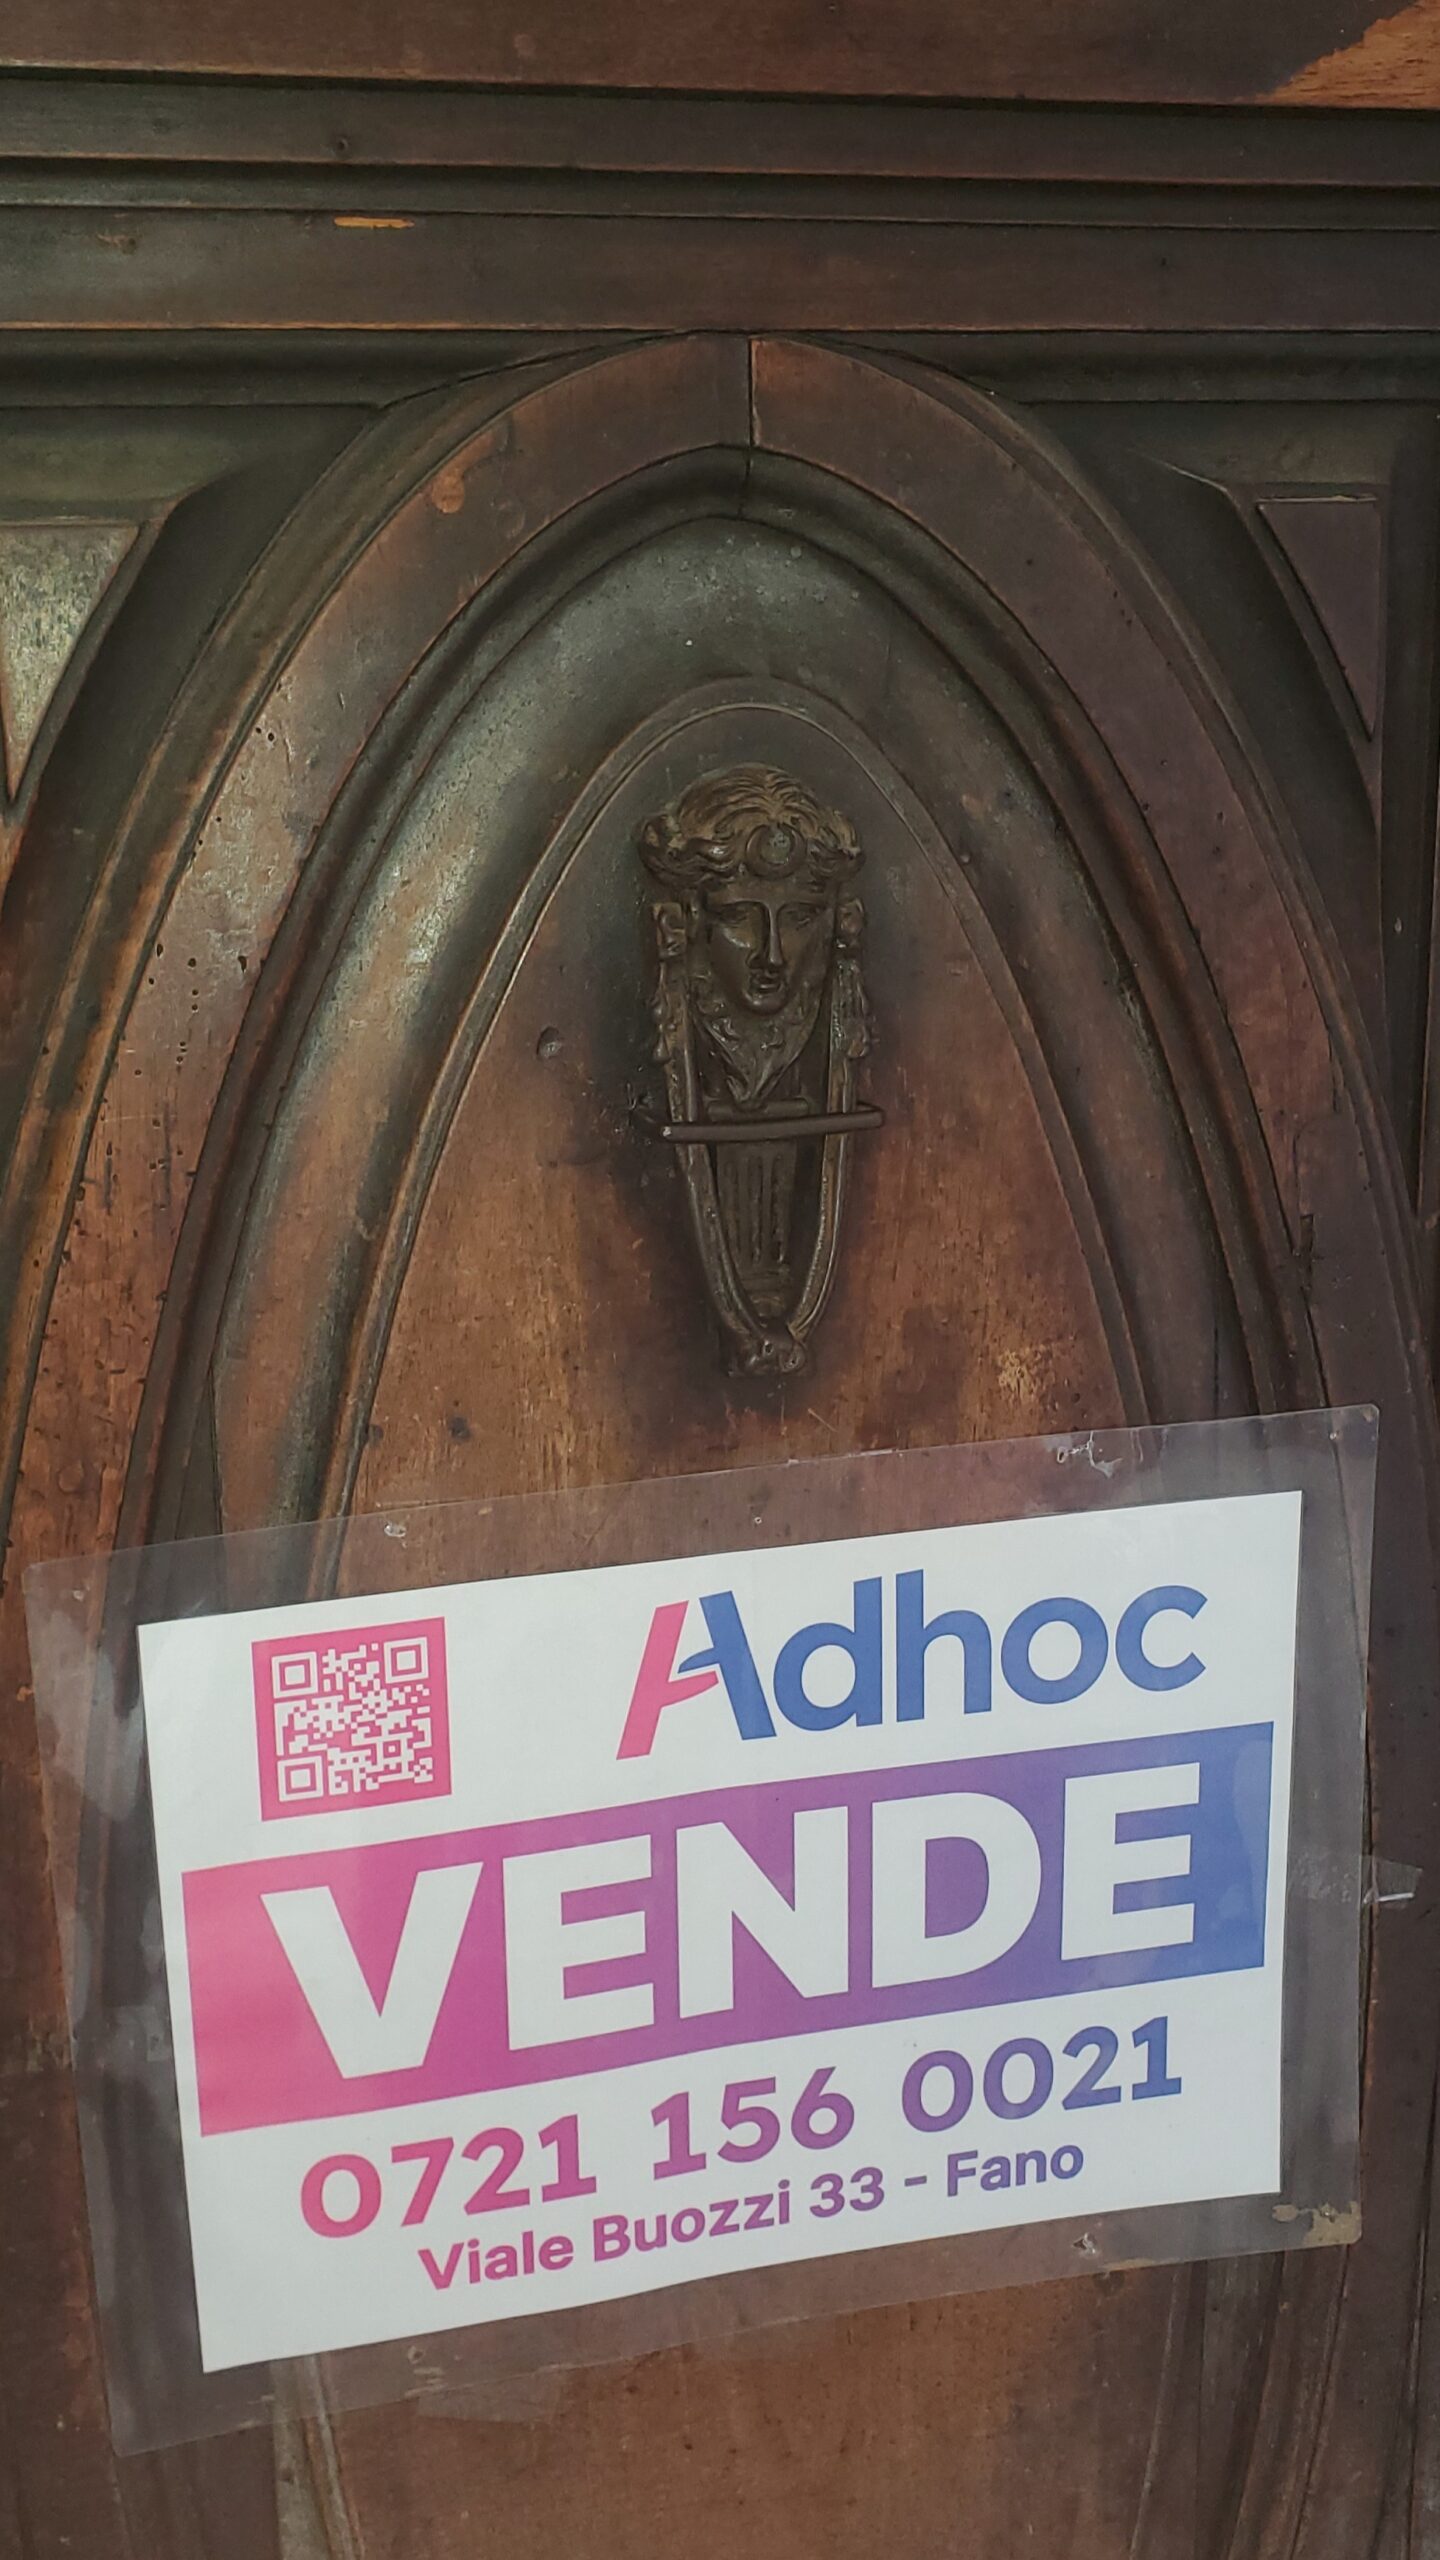 Adhoc
VENDE
0721 156 0021
Viale Buozzi 33 - Fano